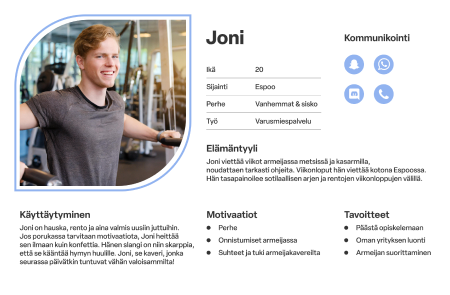 Joni
Kommunikointi
Ikä 20
Sijainti Espoo
Perhe Vanhemmat & sisko
Työ Varusmiespalvelu
Elämäntyyli
Joni viettää viikot armeijassa metsissä ja kasarmilla,
noudattaen tarkasti ohjeita. Viikonloput hän viettää kotona Espoossa.
Hän tasapainoilee sotilaallisen arjen ja rentojen viikonloppujen välillä.
Käyttäytyminen
Joni on hauska, rento ja aina valmis uusiin juttuihin.
Jos porukassa tarvitaan motivaatiota, Joni heittää
sen ilmaan kuin konfettia. Hänen slangi on niin skarppia,
että se kääntää hymyn huulille. Joni, se kaveri, jonka
seurassa päivätkin tuntuvat vähän valoisammilta!
Motivaatiot
Perhe
Onnistumiset armeijassa
Suhteet ja tuki armeijakavereilta
Tavoitteet
Päästä opiskelemaan
Oman yrityksen luonti
Armeijan suorittaminen